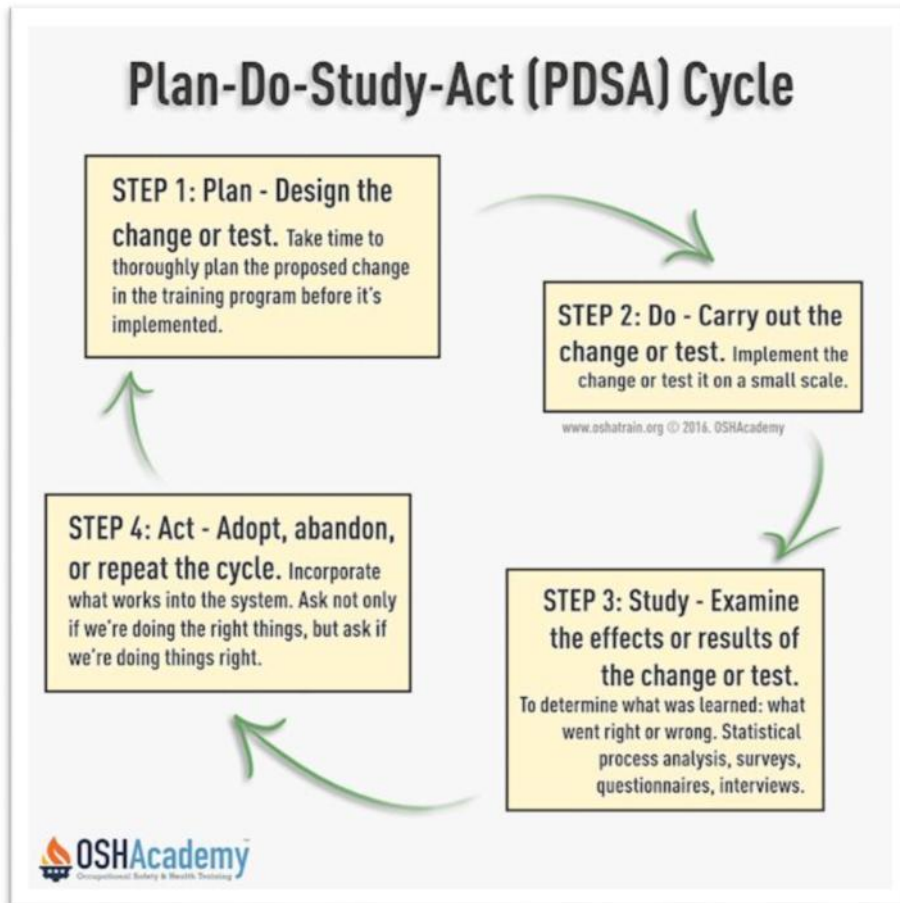 Plan-Do-Study-Act (PDSA) Cycle
STEP 1: Plan - Design the
change or test. Take time to
thoroughly plan the proposed change
in the training program before it's
implemented.
STEP 2: Do - Carry out the
change or test. Implement the
change or test it on a small scale.
www.oshatrain.org © 2016. OSHAcademy
STEP 3: Study - Examine
the effects or results of
the change or test.
To determine what was learned: what
went right or wrong. Statistical
process analysis, surveys,
questionnaires, interviews.
STEP 4: Act - Adopt, abandon,
or repeat the cycle. Incorporate
what works into the system. Ask not only
if we're doing the right things, but ask if
we're doing things right.
OSHAcademy
Occupational Safety & Health Training